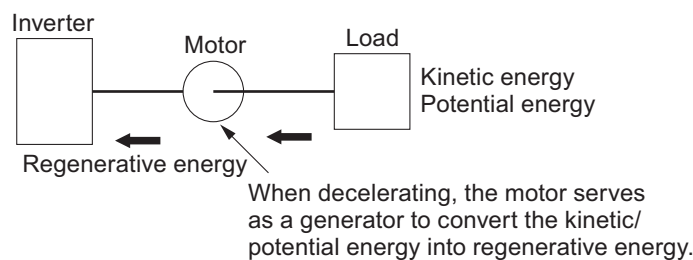 Inverter
Motor
Load
Kinetic energy
Potential energy
Regenerative energy
When decelerating, the motor serves
as a generator to convert the kinetic/
potential energy into regenerative energy.